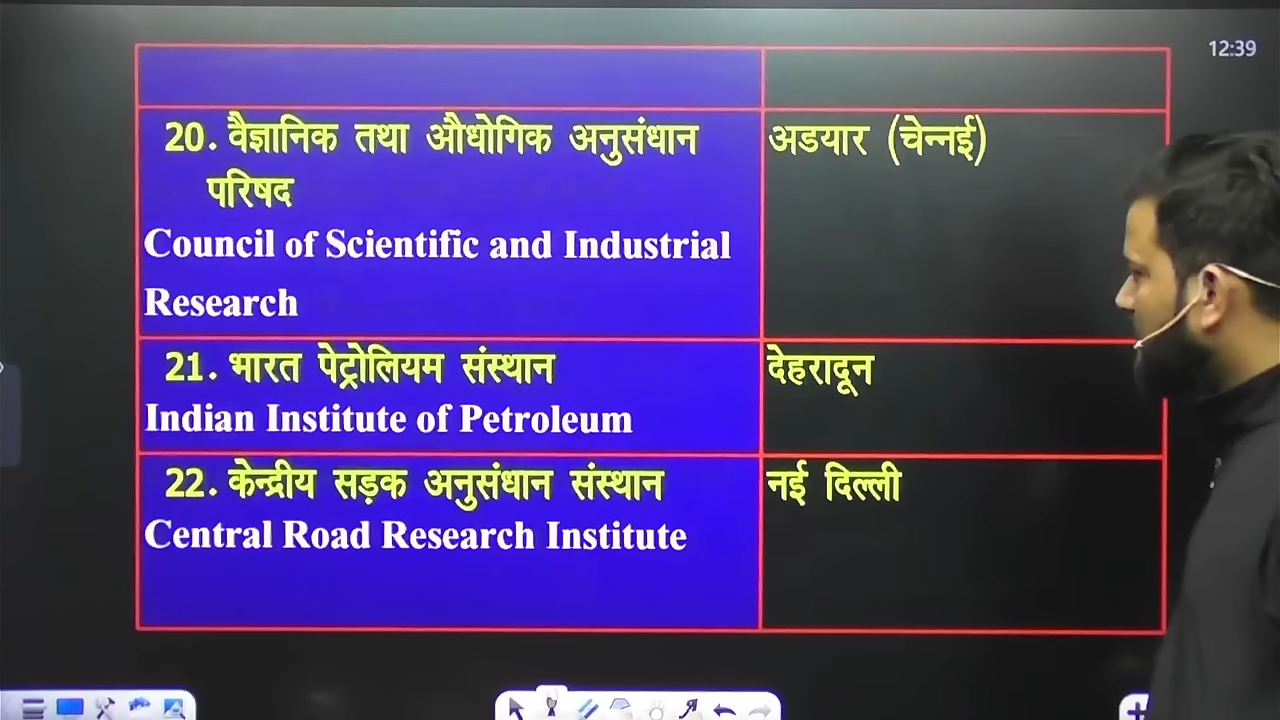 12:39
20. वैज्ञानिक तथा औधोगिक अनुसंधान
परिषद
अडयार (चेन्नई)
Council of Scientific and Industrial
Research
21. भारत पेट्रोलियम संस्थान
देहरादून
Indian Institute of Petroleum
22. केन्द्रीय सड़क अनुसंधान संस्थान
नई दिल्ली
Central Road Research Institute